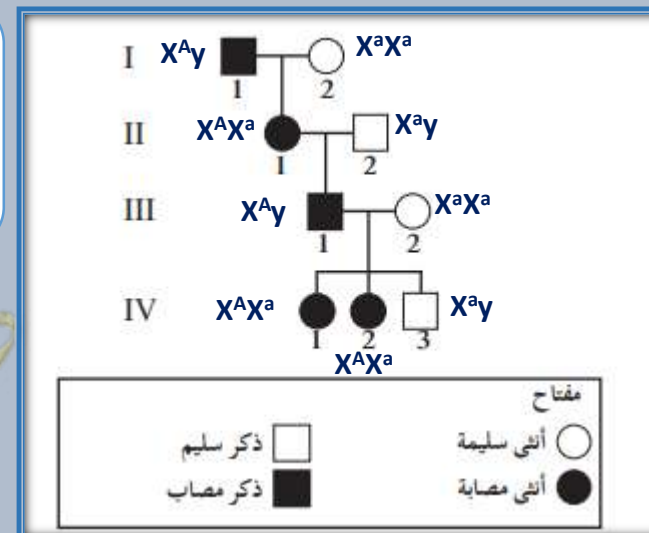 I XᴬY XᵃXᵃ
1 2
II XᴬXᵃ Xᵃy
1 2
III Xᴬy XᵃXᵃ
1 2
IV XᴬXᵃ Xᵃy
1 2 3
XᴬXᵃ
مفتاح
أنثى سليمة ذكر سليم
أنثى مصابة ذكر مصاب